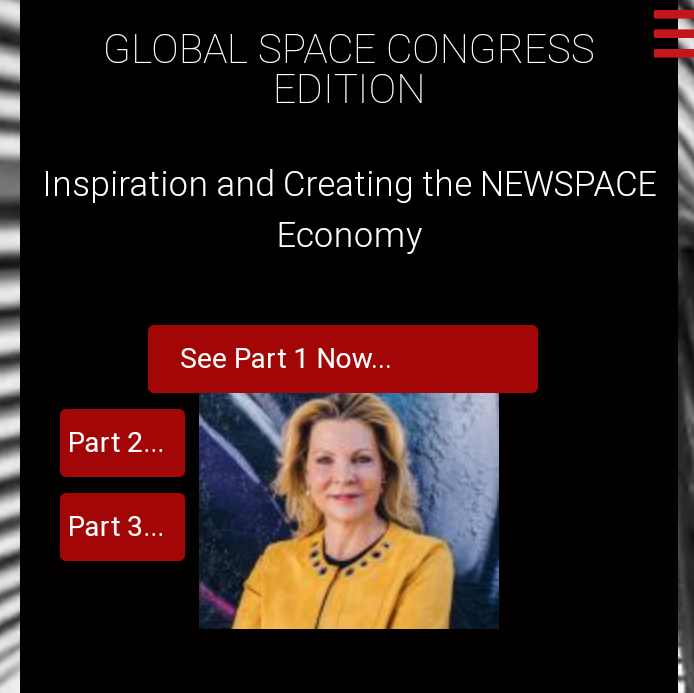 GLOBAL SPACE CONGRESS
EDITION
Inspiration and Creating the NEWSPACE
Economy
See Part 1 Now...
Part 2...
Part 3...